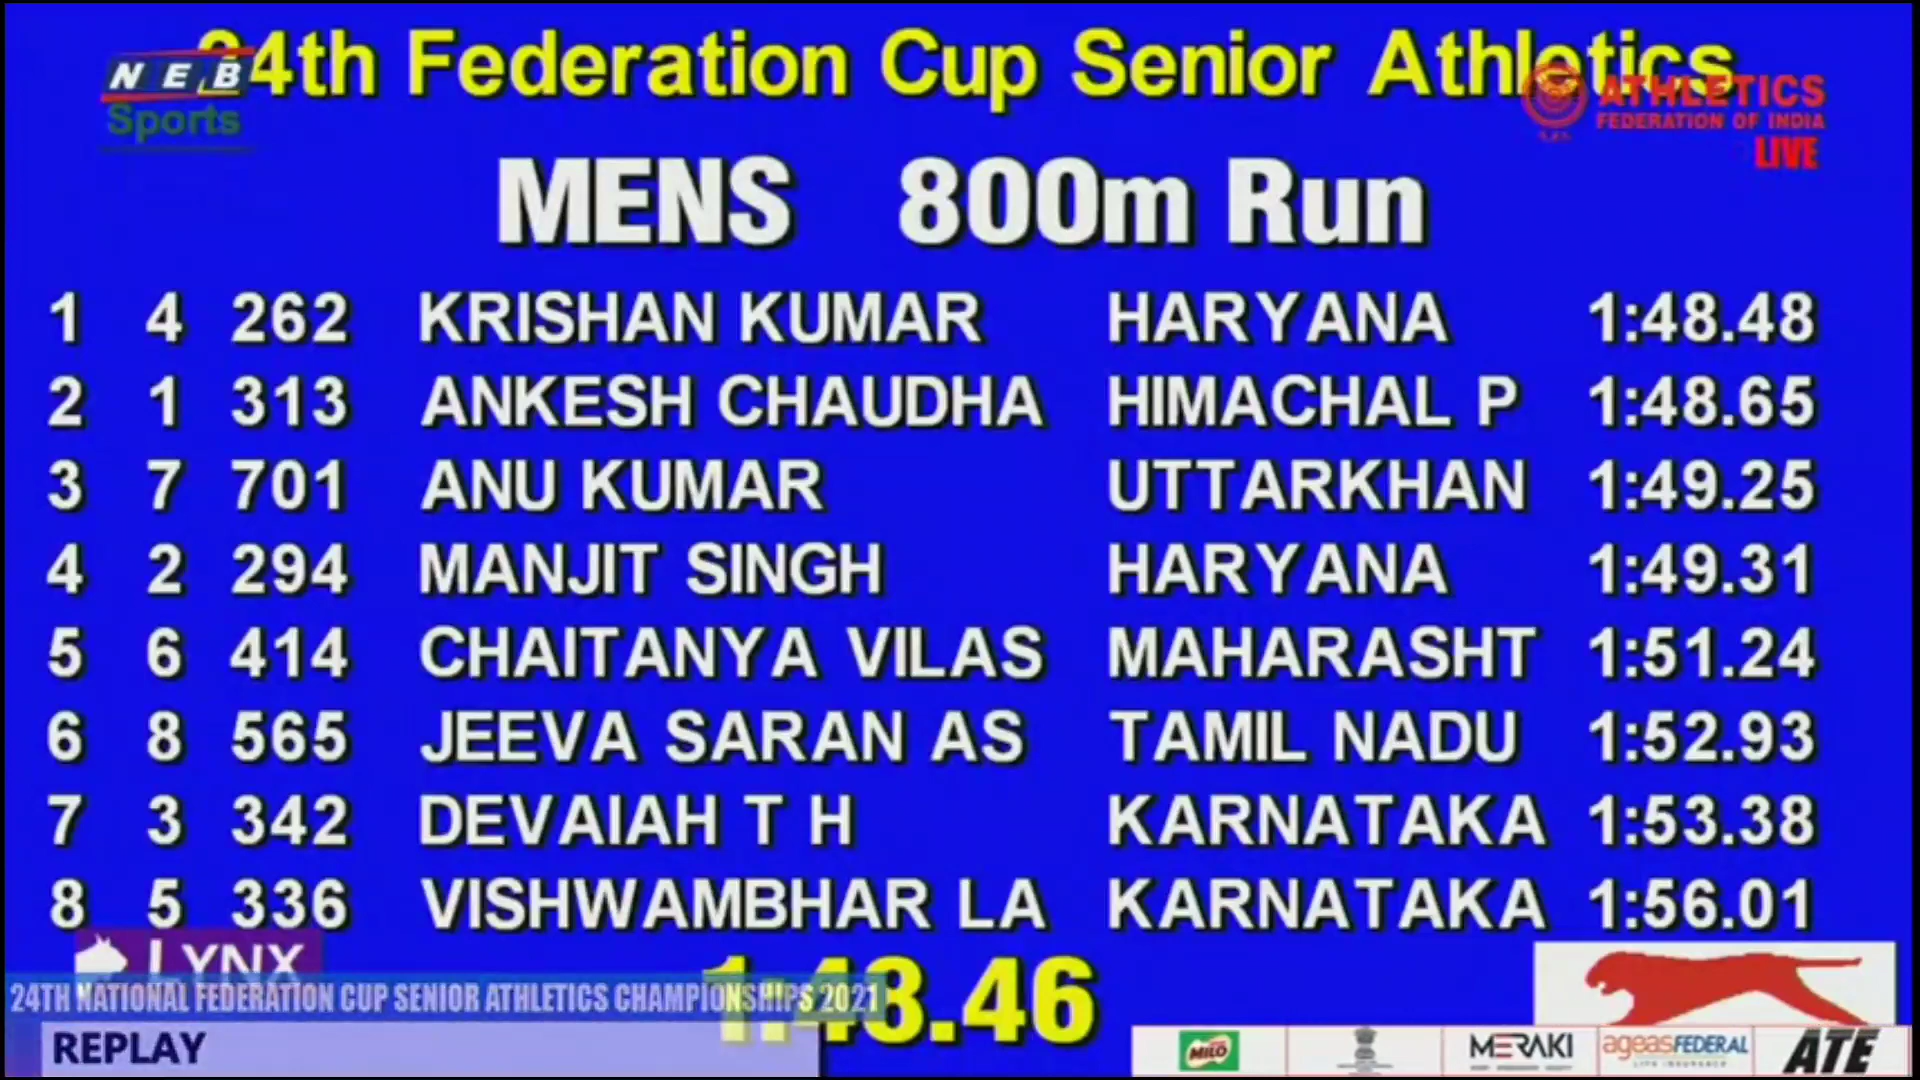 24th Federation Cup Senior Athletics
NEB
Sports
ATHLETICS
FEDERATION OF INDIA
LIVE
MENS 800m Run
1 4 262 KRISHAN KUMAR HARYANA 1:48.48
2 1 313 ANKESH CHAUDHA HIMACHAL P 1:48.65
3 7 701 ANU KUMAR UTTARKHAN 1:49.25
4 2 294 MANJIT SINGH HARYANA 1:49.31
5 6 414 CHAITANYA VILAS MAHARASHT 1:51.24
6 8 565 JEEVA SARAN AS TAMIL NADU 1:52.93
7 3 342 DEVAIAH T H KARNATAKA 1:53.38
8 5 336 VISHWAMBHAR LA KARNATAKA 1:56.01
LYNX
1:48.46
24TH NATIONAL FEDERATION CUP SENIOR ATHLETICS CHAMPIONSHIPS 2021
REPLAY
MILO
MERAKI
ageasFEDERAL
LIFE INSURANCE
ATE